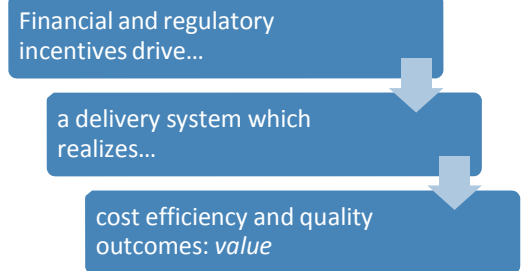 Financial and regulatory
incentives drive…
a delivery system which
realizes…
cost efficiency and quality
outcomes: value